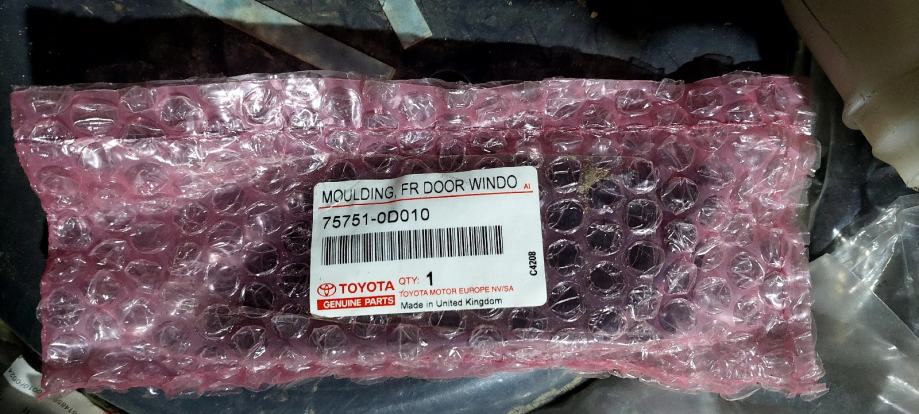 MOULDING, FR DOOR WINDO AI
75751-0D010
TOYOTA QTY: 1
GENUINE PARTS TOYOTA MOTOR EUROPE NV/SA
Made in United Kingdom
C4208